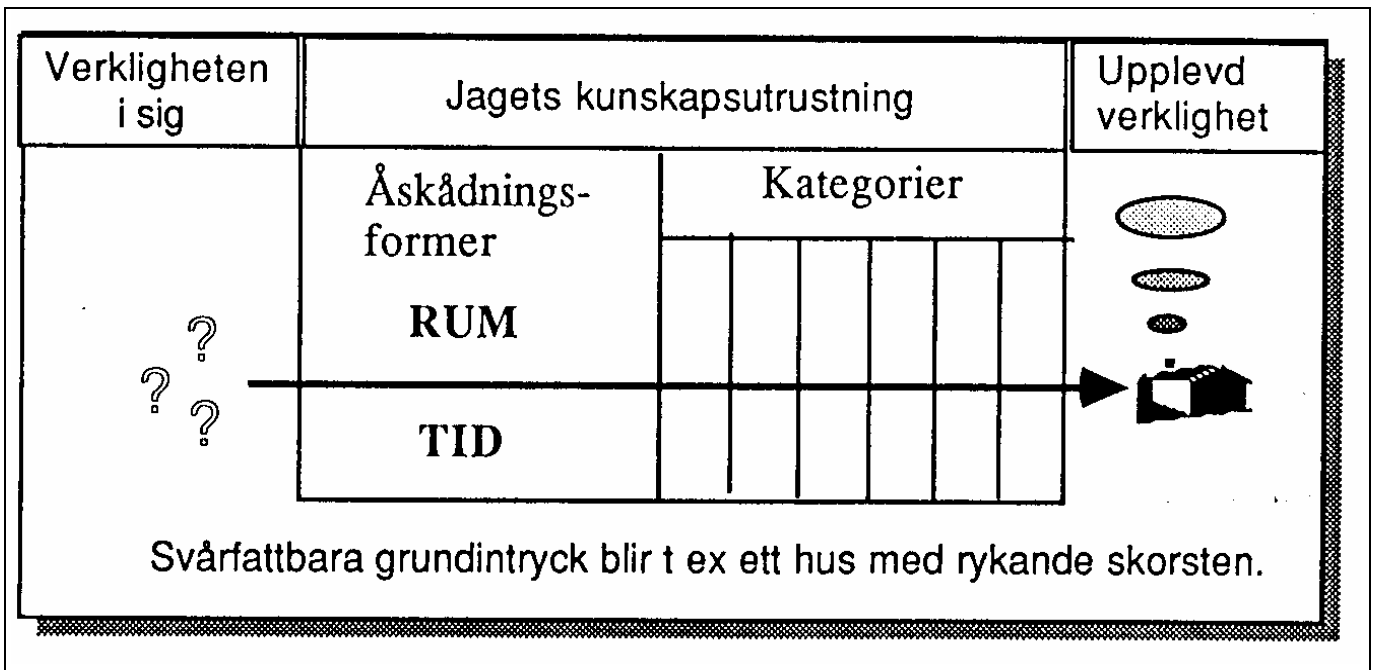 Verkligheten
i sig
Jagets kunskapsutrustning
Upplevd
verklighet
Åskådnings-
former
Kategorier
RUM
?
?
?
TID
Svårfattbara grundintryck blir t ex ett hus med rykande skorsten.